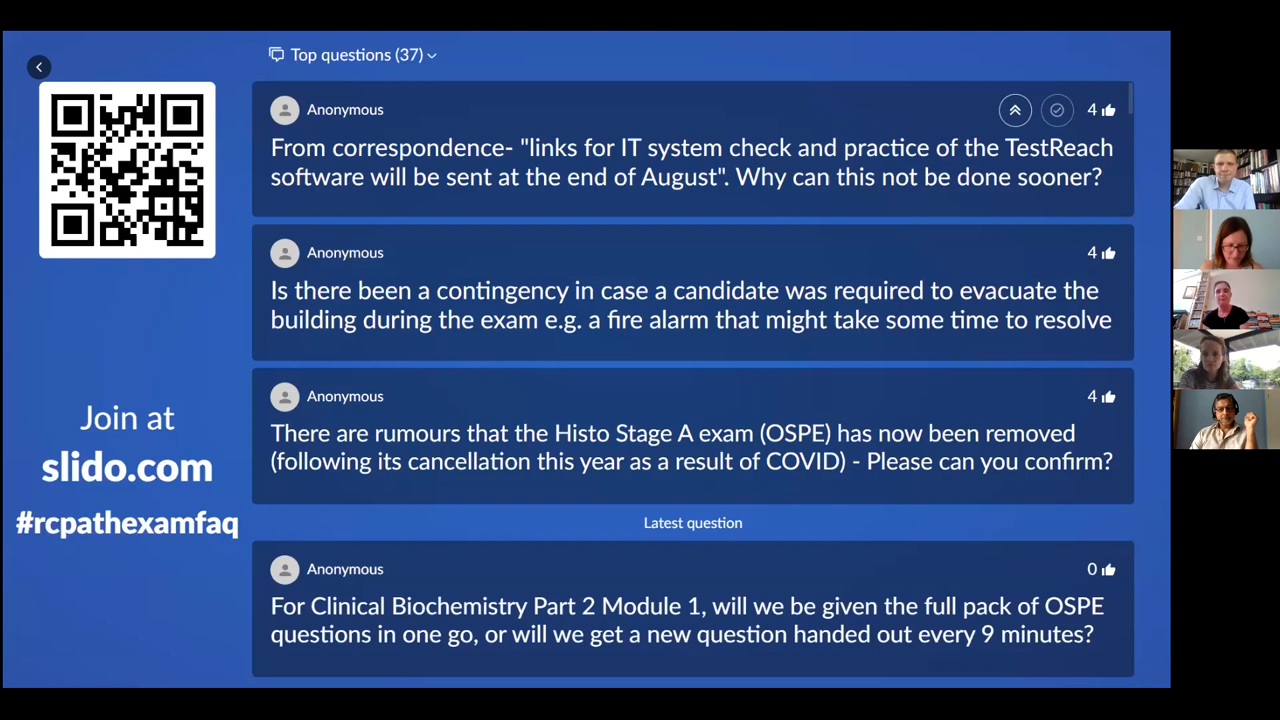 Top questions (37)
Anonymous
4
From correspondence- "links for IT system check and practice of the TestReach
software will be sent at the end of August". Why can this not be done sooner?
Anonymous
4
Is there been a contingency in case a candidate was required to evacuate the
building during the exam e.g. a fire alarm that might take some time to resolve
Anonymous
4
There are rumours that the Histo Stage A exam (OSPE) has now been removed
(following its cancellation this year as a result of COVID) - Please can you confirm?
Join at
slido.com
#rcpathexamfaq
Latest question
Anonymous
0
For Clinical Biochemistry Part 2 Module 1, will we be given the full pack of OSPE
questions in one go, or will we get a new question handed out every 9 minutes?